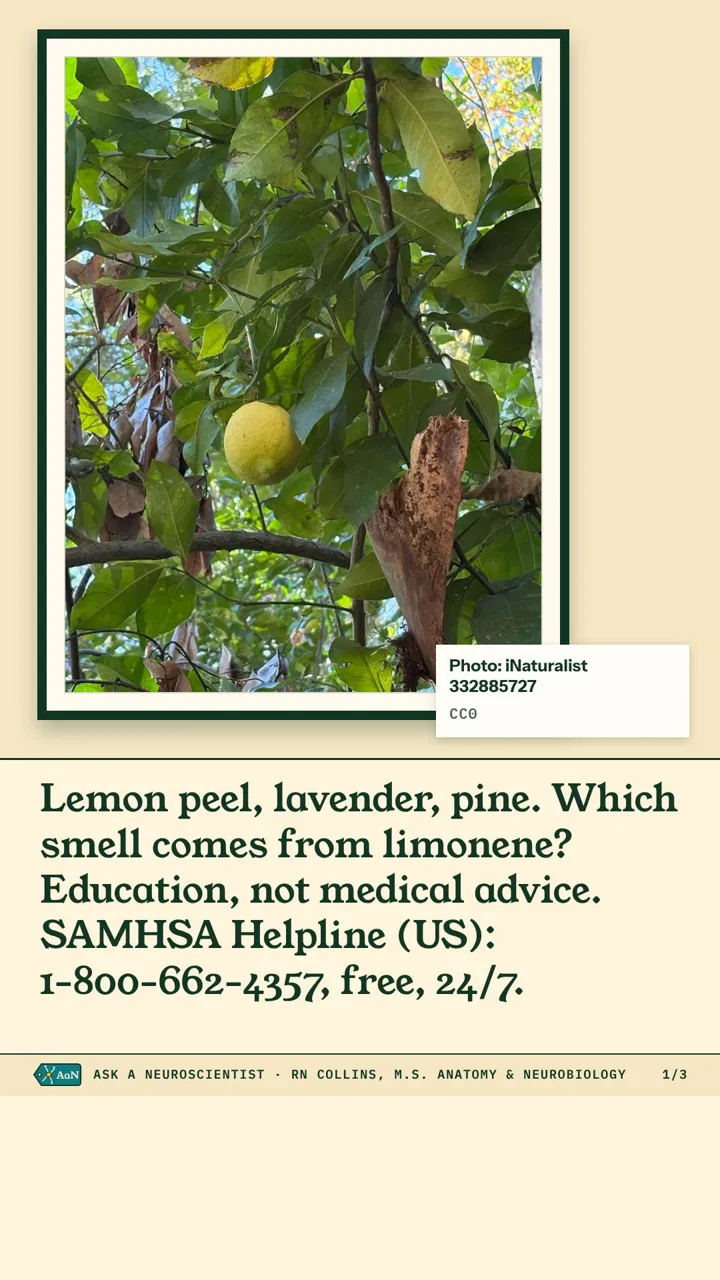 Photo: iNaturalist
332885727
CC0
Lemon peel, lavender, pine. Which
smell comes from limonene?
Education, not medical advice.
SAMHSA Helpline (US):
1-800-662-4357, free, 24/7.
AaN
ASK A NEUROSCIENTIST · RN COLLINS, M.S. ANATOMY & NEUROBIOLOGY
1/3